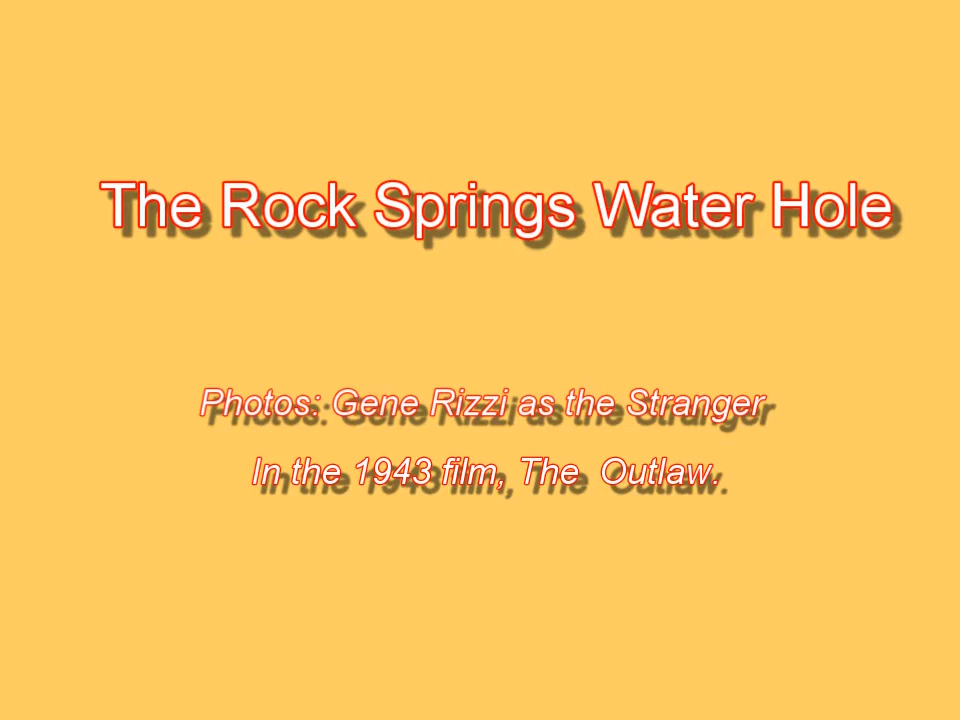 The Rock Springs Water Hole
Photos: Gene Rizzi as the Stranger
In the 1943 film, The Outlaw.